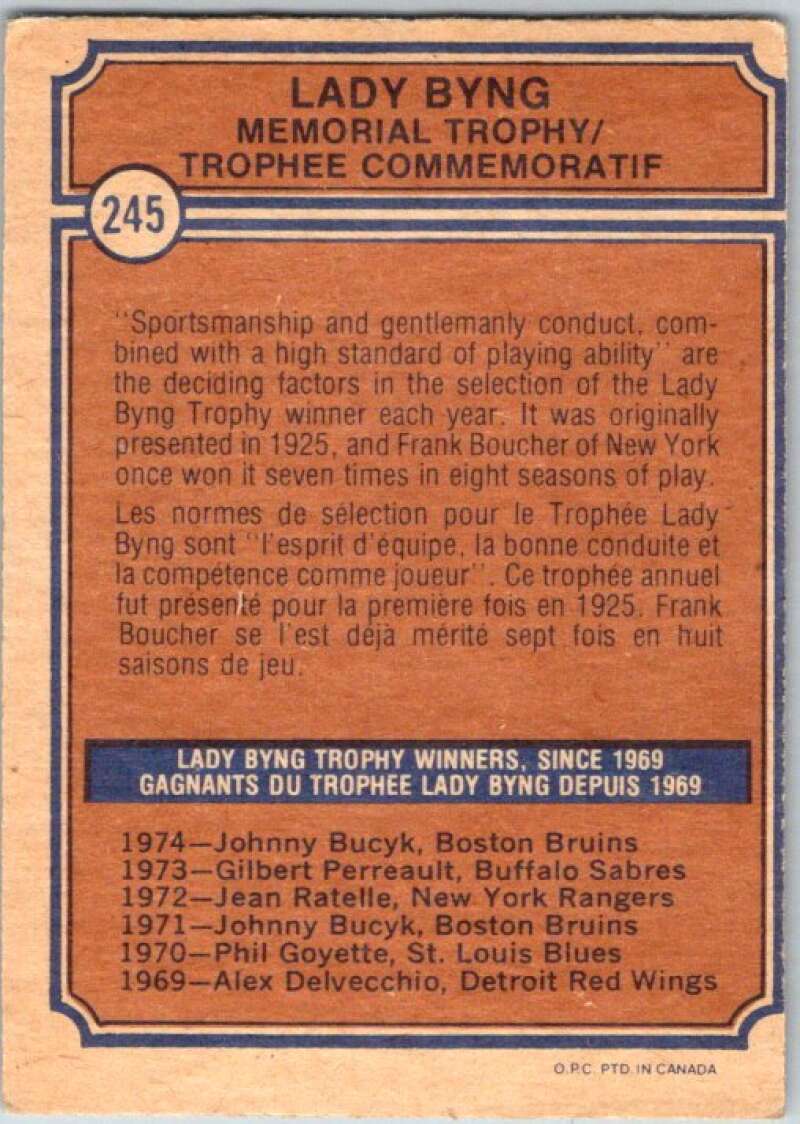 LADY BYNG
MEMORIAL TROPHY/
TROPHEE COMMEMORATIF
245
"Sportsmanship and gentlemanly conduct, com-
bined with a high standard of playing ability" are
the deciding factors in the selection of the Lady
Byng Trophy winner each year. It was originally
presented in 1925, and Frank Boucher of New York
once won it seven times in eight seasons of play.
Les normes de sélection pour le Trophée Lady
Byng sont "l'esprit d'équipe, la bonne conduite et
la compétence comme joueur". Ce trophée annuel
fut présenté pour la première fois en 1925. Frank
Boucher se l'est déjà mérité sept fois en huit
saisons de jeu.
LADY BYNG TROPHY WINNERS, SINCE 1969
GAGNANTS DU TROPHEE LADY BYNG DEPUIS 1969
1974—Johnny Bucyk, Boston Bruins
1973—Gilbert Perreault, Buffalo Sabres
1972—Jean Ratelle, New York Rangers
1971—Johnny Bucyk, Boston Bruins
1970—Phil Goyette, St. Louis Blues
1969—Alex Delvecchio, Detroit Red Wings
O.P.C. PTD. IN CANADA